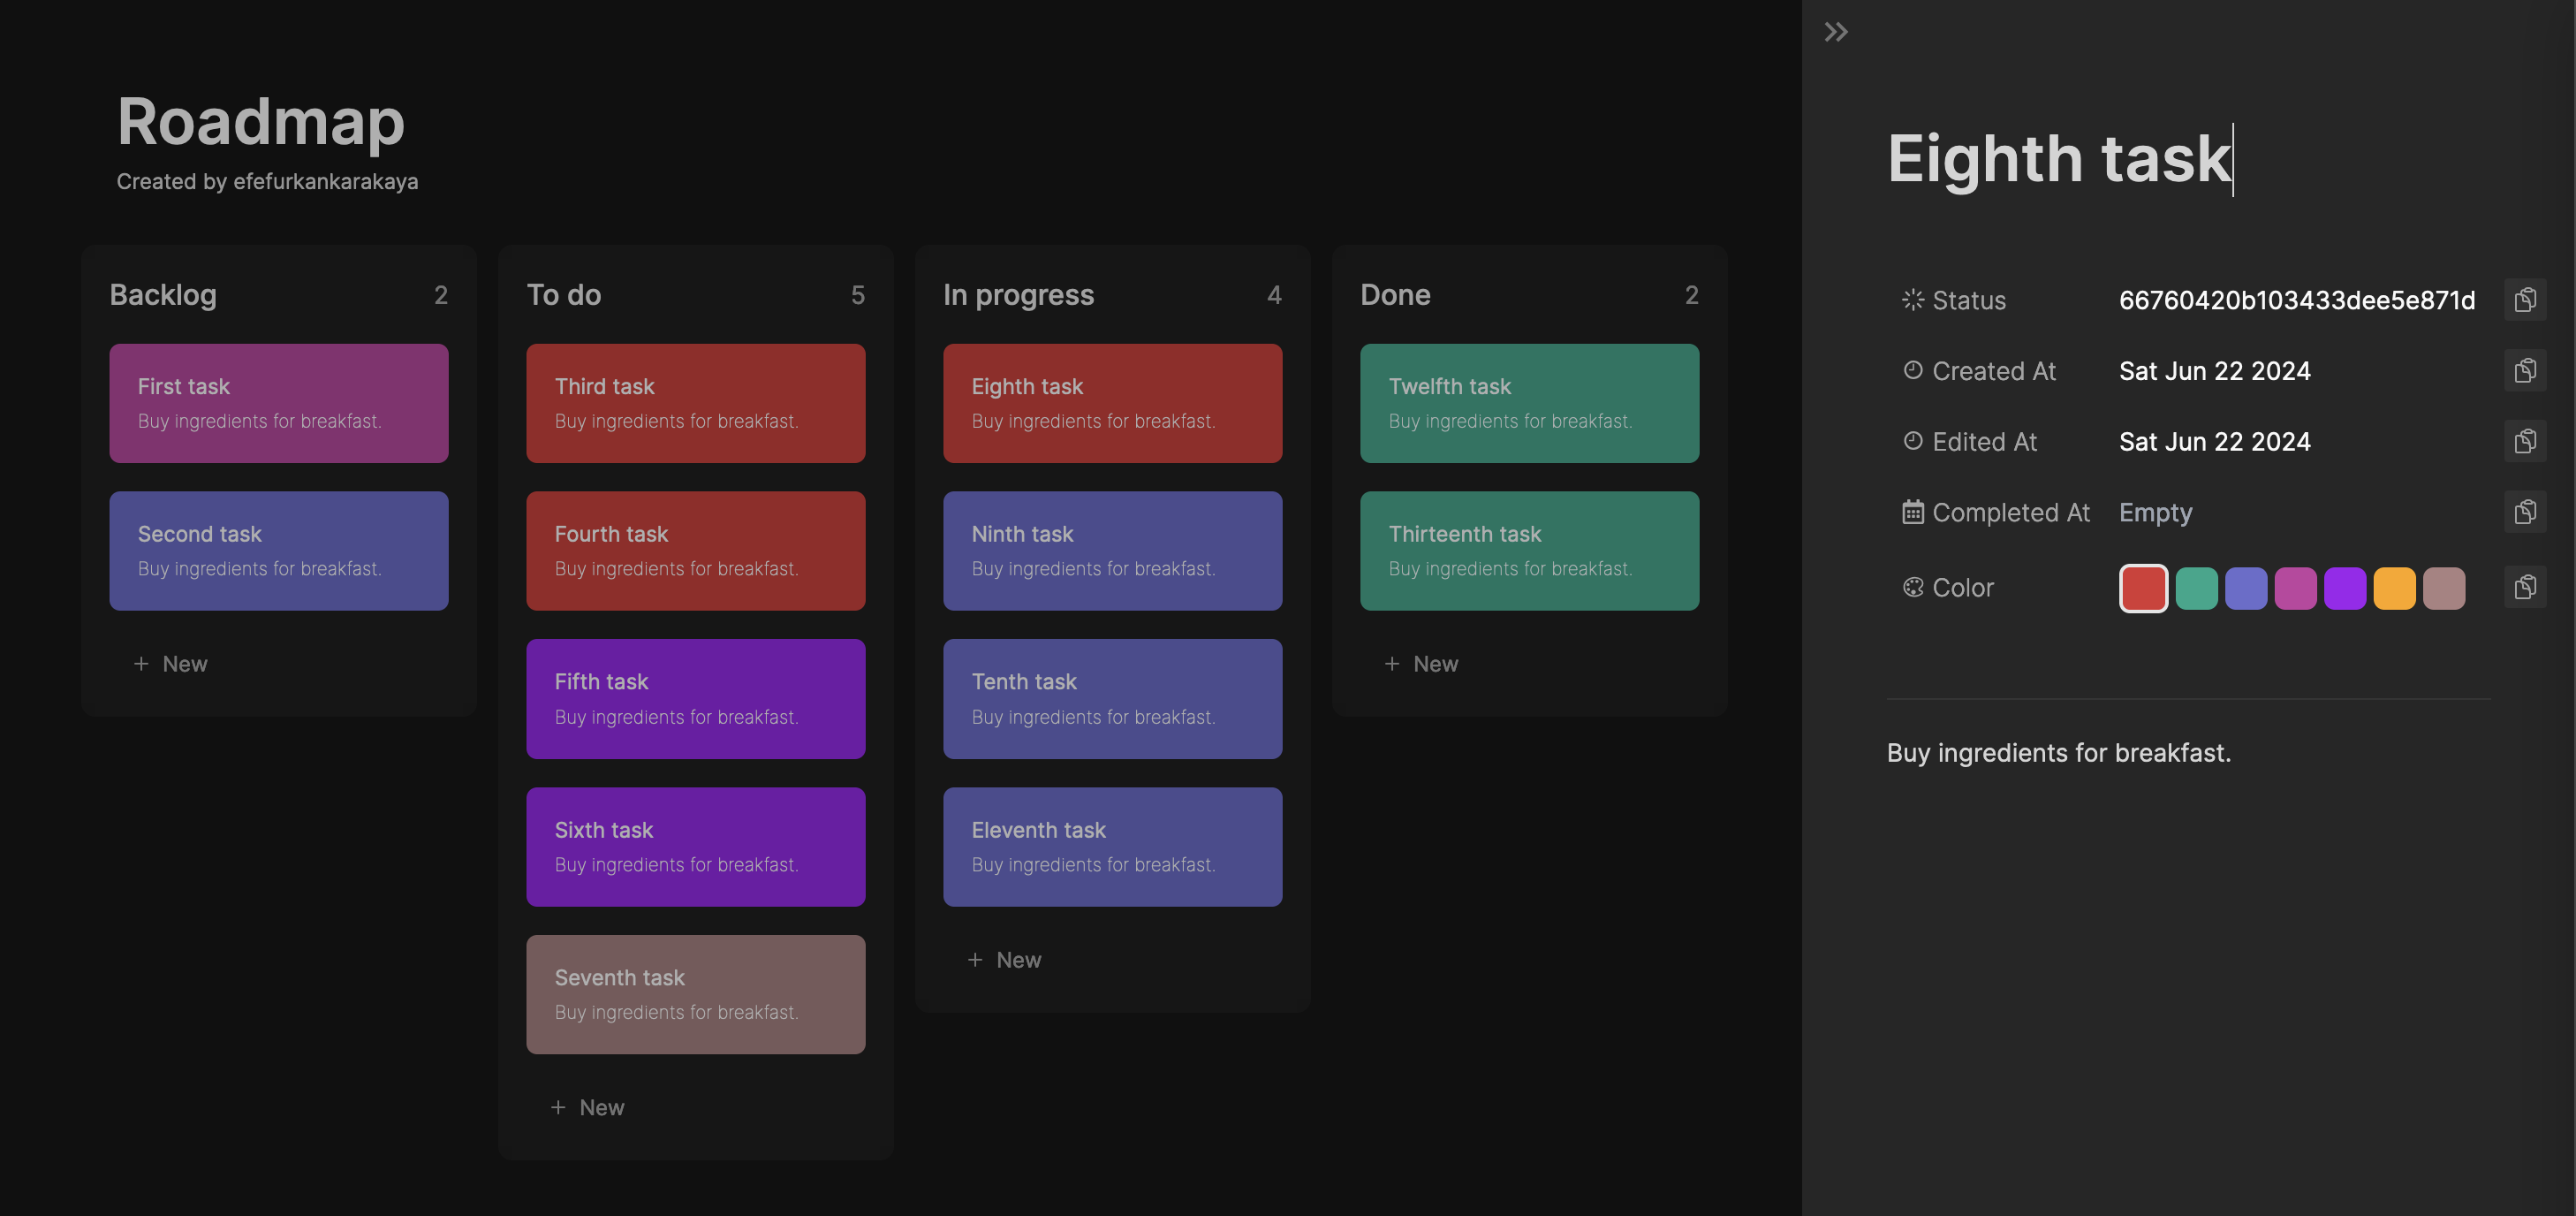 Roadmap
Created by efefurkankarakaya
Backlog 2
First task
Buy ingredients for breakfast.
Second task
Buy ingredients for breakfast.
+ New
To do 5
Third task
Buy ingredients for breakfast.
Fourth task
Buy ingredients for breakfast.
Fifth task
Buy ingredients for breakfast.
Sixth task
Buy ingredients for breakfast.
Seventh task
Buy ingredients for breakfast.
+ New
In progress 4
Eighth task
Buy ingredients for breakfast.
Ninth task
Buy ingredients for breakfast.
Tenth task
Buy ingredients for breakfast.
Eleventh task
Buy ingredients for breakfast.
+ New
Done 2
Twelfth task
Buy ingredients for breakfast.
Thirteenth task
Buy ingredients for breakfast.
+ New
Eighth task
Status 66760420b103433dee5e871d
Created At Sat Jun 22 2024
Edited At Sat Jun 22 2024
Completed At Empty
Color
Buy ingredients for breakfast.